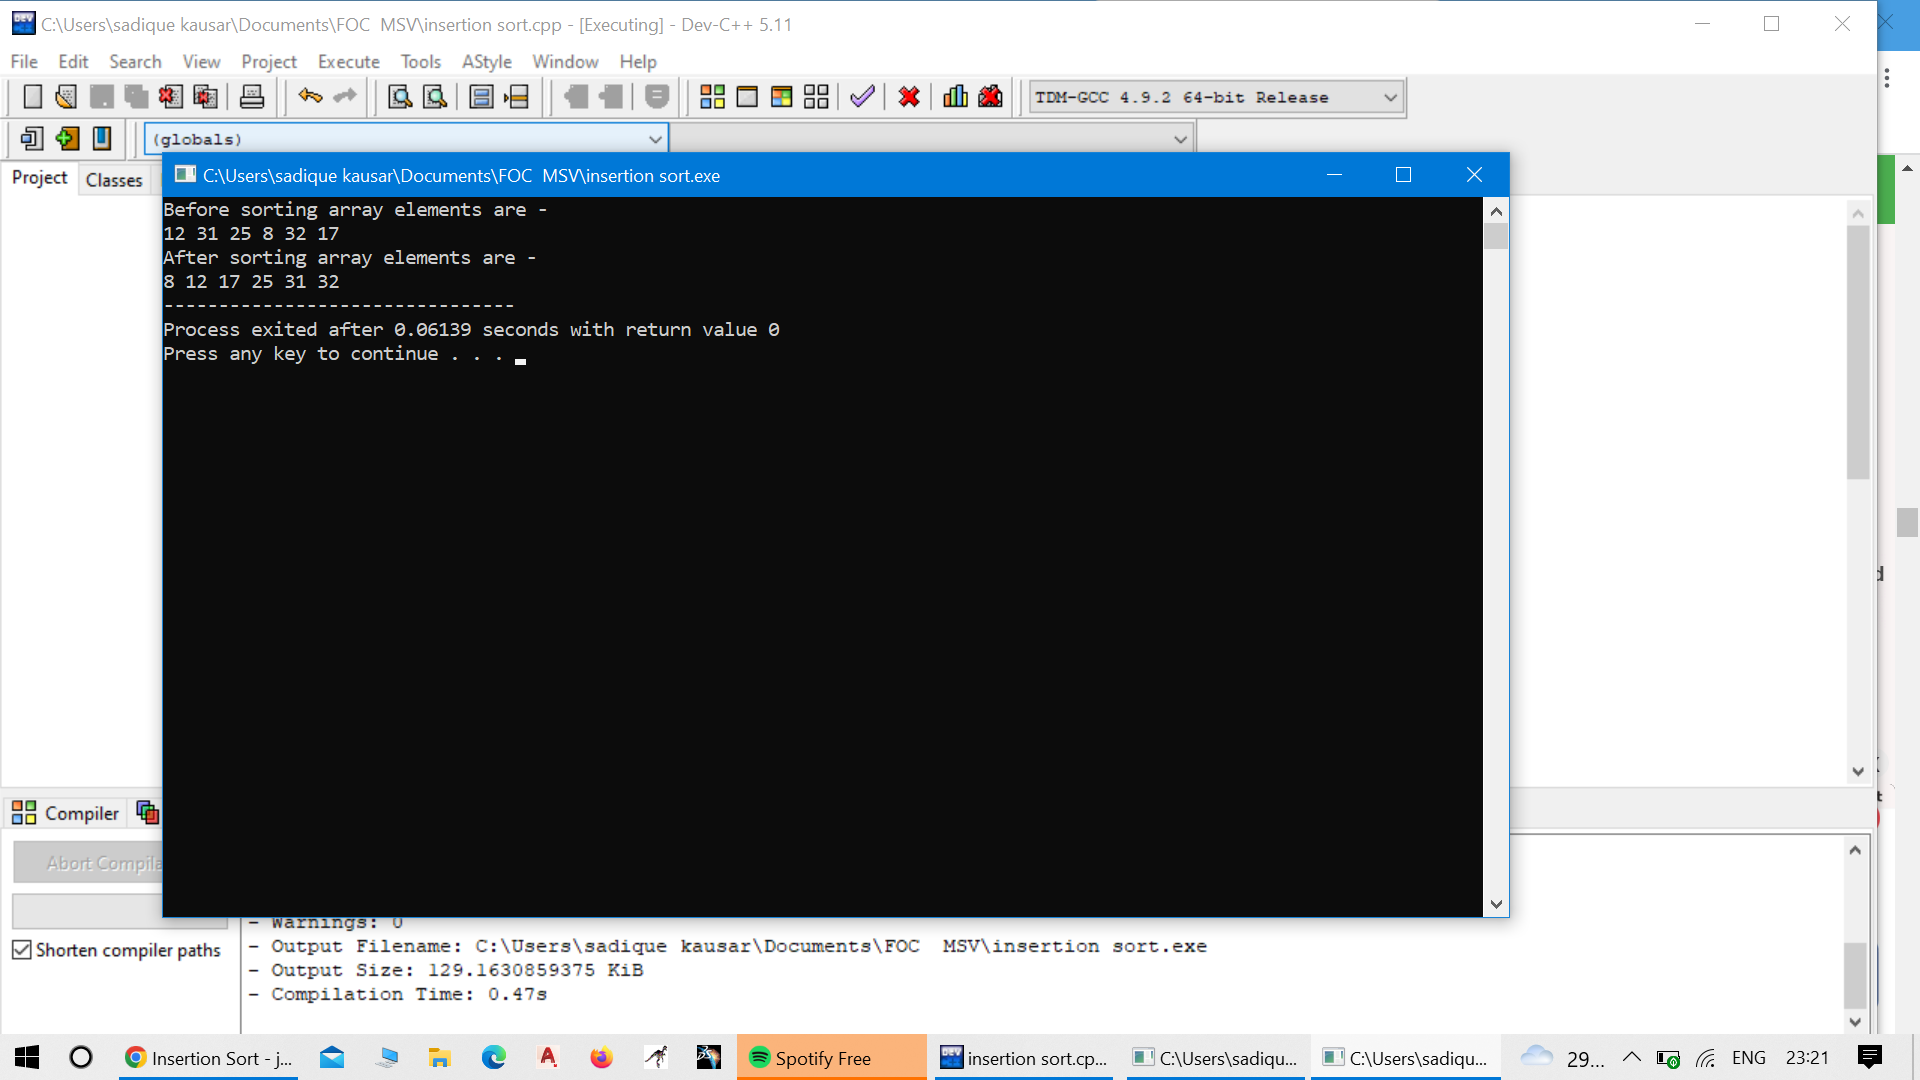 C:\Users\sadique kausar\Documents\FOC  MSV\insertion sort.cpp - [Executing] - Dev-C++ 5.11
File Edit Search View Project Execute Tools AStyle Window Help
TDM-GCC 4.9.2 64-bit Release
(globals)
Project Classes
C:\Users\sadique kausar\Documents\FOC  MSV\insertion sort.exe
Before sorting array elements are -
12 31 25 8 32 17
After sorting array elements are -
8 12 17 25 31 32
--------------------------------
Process exited after 0.06139 seconds with return value 0
Press any key to continue . . .
Compiler
Abort Compila
Shorten compiler paths
- Warnings: 0
- Output Filename: C:\Users\sadique kausar\Documents\FOC  MSV\insertion sort.exe
- Output Size: 129.1630859375 KiB
- Compilation Time: 0.47s
Insertion Sort - j... Spotify Free insertion sort.cp... C:\Users\sadiqu... C:\Users\sadiqu... 29... ENG 23:21